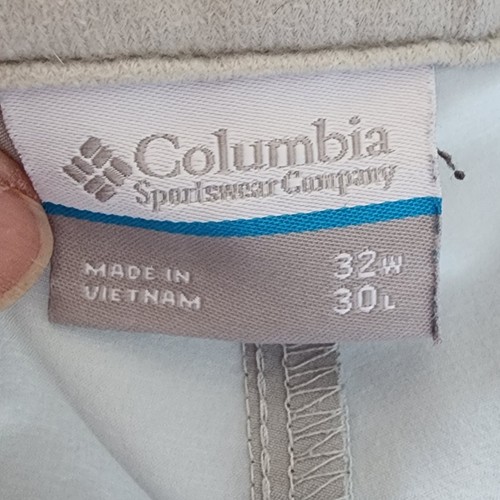 Columbia
Sportswear Company
MADE IN
VIETNAM
32W
30L